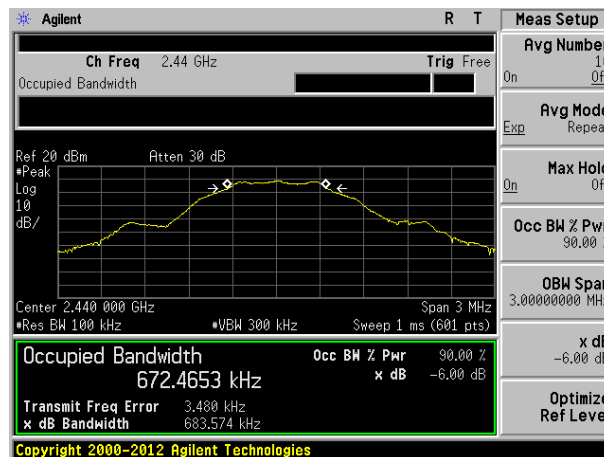 Agilent R T
Ch Freq 2.44 GHz Trig Free
Occupied Bandwidth
Ref 20 dBm Atten 30 dB
#Peak
Log
10
dB/
Center 2.440 000 GHz Span 3 MHz
#Res BW 100 kHz #VBW 300 kHz Sweep 1 ms (601 pts)
Occupied Bandwidth Occ BW % Pwr 90.00 %
672.4653 kHz x dB -6.00 dB
Transmit Freq Error 3.480 kHz
x dB Bandwidth 683.574 kHz
Copyright 2000-2012 Agilent Technologies
Meas Setup
Avg Number
On
Avg Mode
Exp Repea
Max Hold
On Of
Occ BW % Pwr
90.00
OBW Span
3.00000000 MH
x dB
-6.00 dB
Optimize
Ref Leve